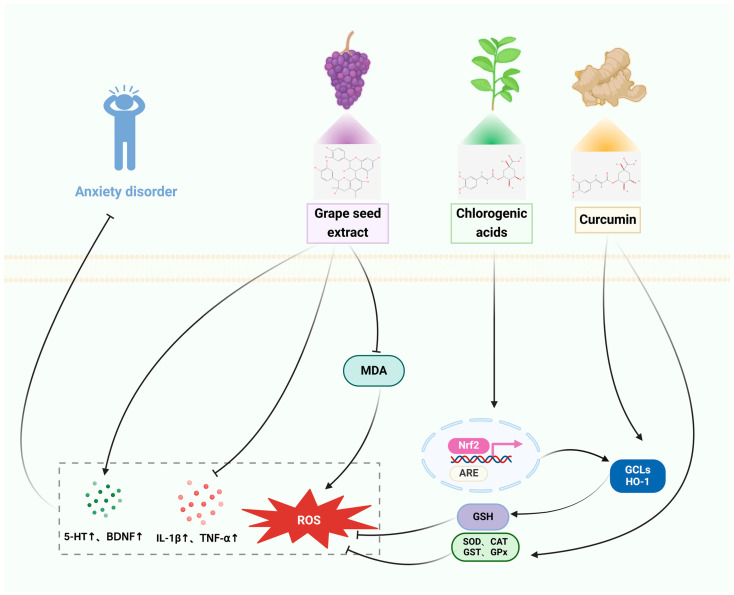 Anxiety disorder
Grape seed
extract
Chlorogenic
acids
Curcumin
MDA
Nrf2
ARE
GCLs
HO-1
5-HT↑、BDNF↑
IL-1β↑、TNF-α↑
ROS
GSH
SOD、CAT
GST、GPx